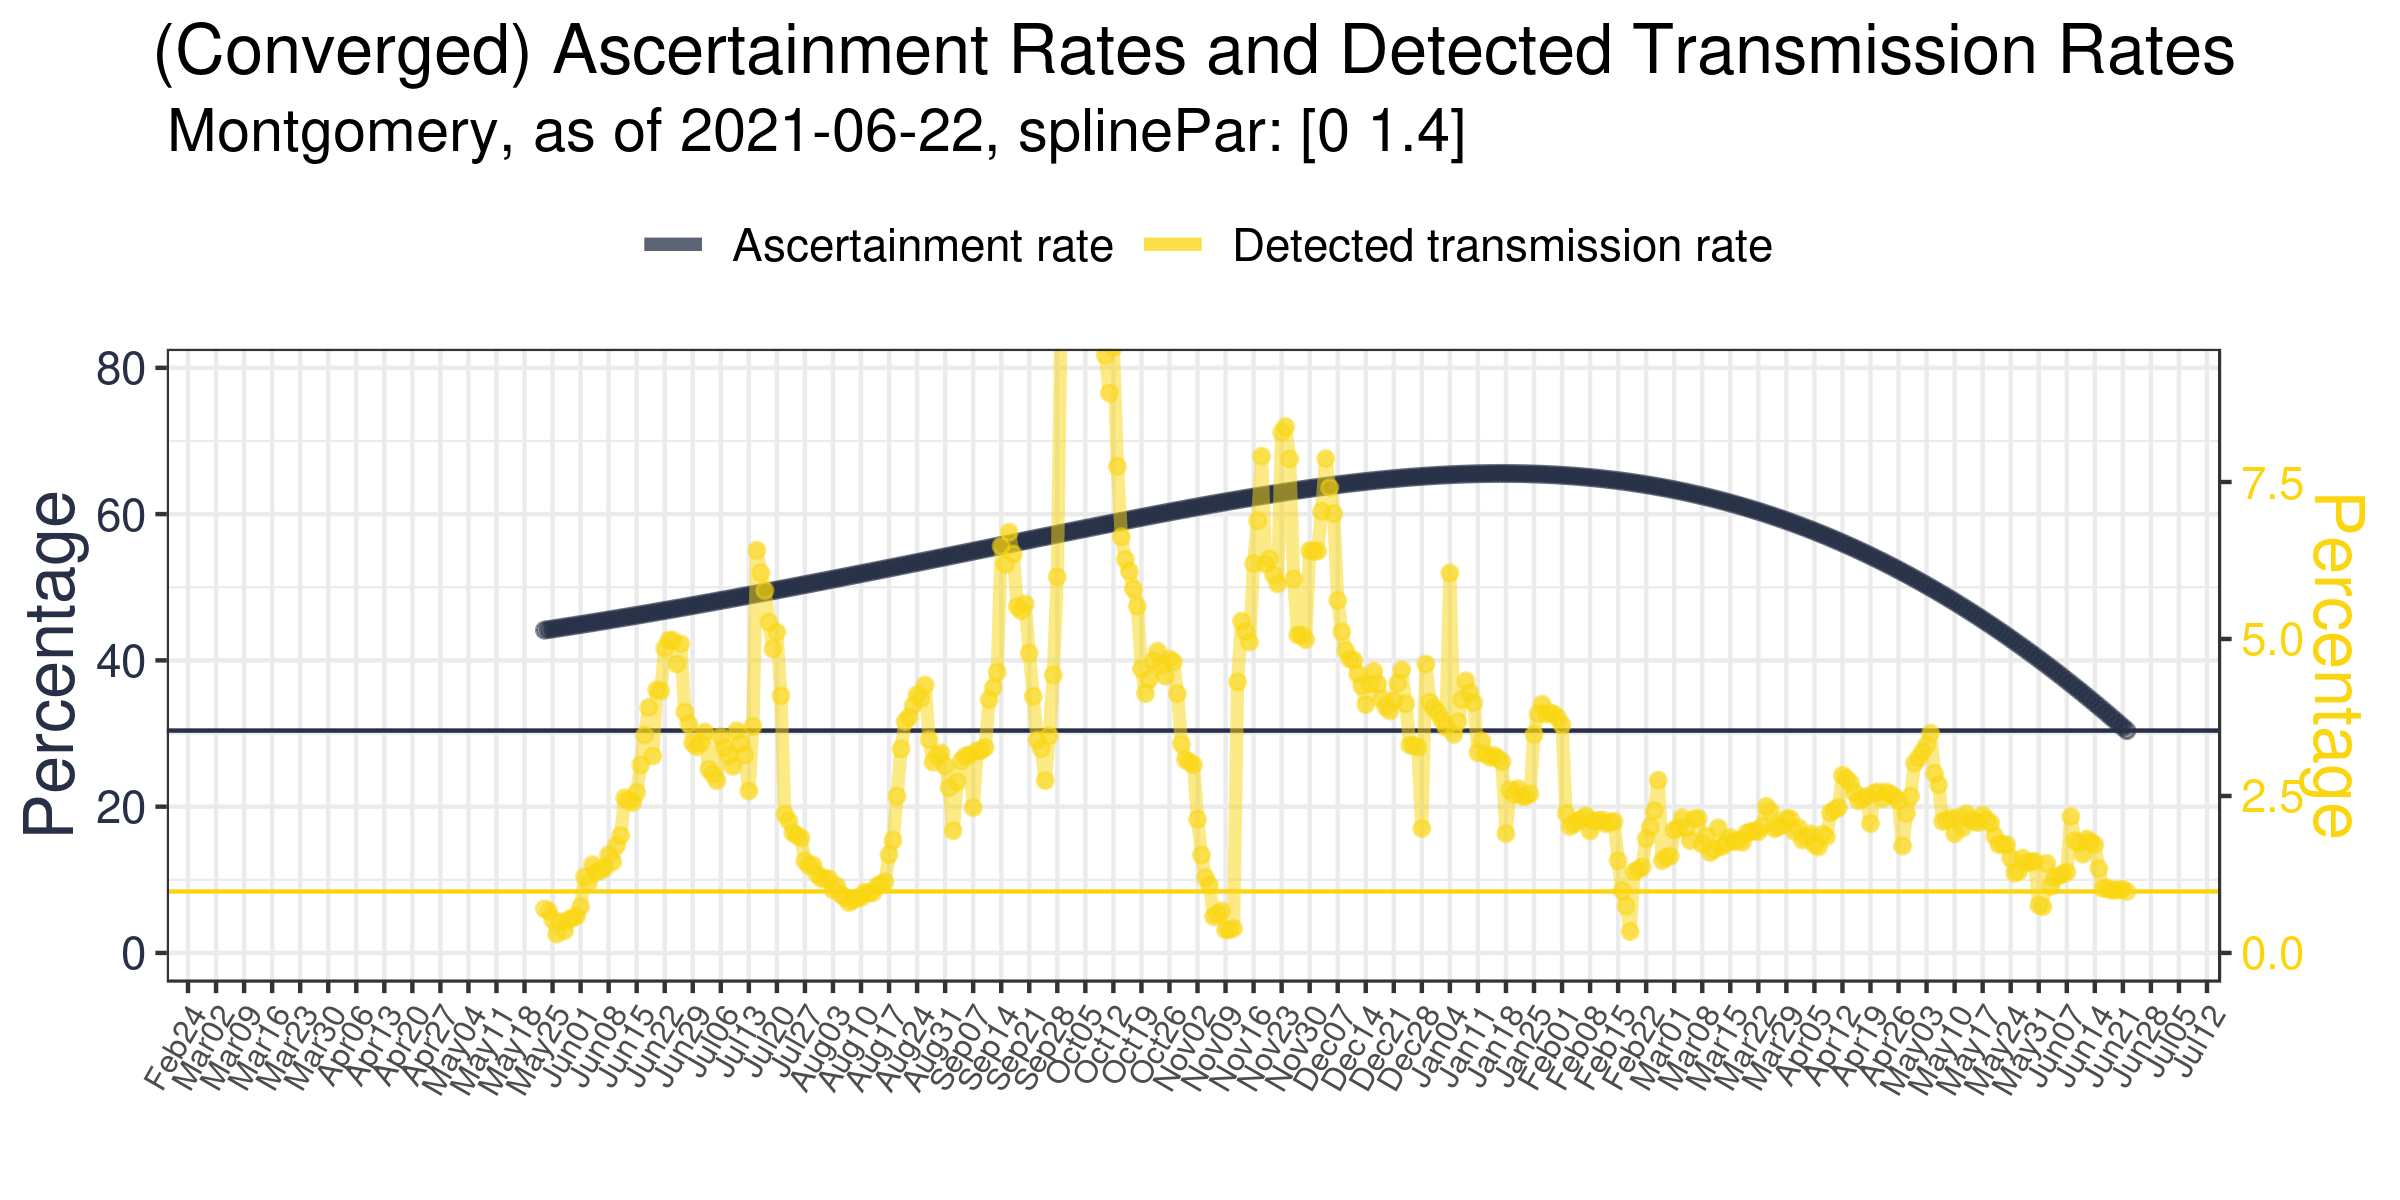 (Converged) Ascertainment Rates and Detected Transmission Rates
Montgomery, as of 2021-06-22, splinePar: [0 1.4]
Ascertainment rate
Detected transmission rate
Percentage
80
60
40
20
0
7.5
5.0
2.5
0.0
Percentage
Feb24
Mar02
Mar09
Mar16
Mar23
Mar30
Apr06
Apr13
Apr20
Apr27
May04
May11
May18
May25
Jun01
Jun08
Jun15
Jun22
Jun29
Jul06
Jul13
Jul20
Jul27
Aug03
Aug10
Aug17
Aug24
Aug31
Sep07
Sep14
Sep21
Sep28
Oct05
Oct12
Oct19
Oct26
Nov02
Nov09
Nov16
Nov23
Nov30
Dec07
Dec14
Dec21
Dec28
Jan04
Jan11
Jan18
Jan25
Feb01
Feb08
Feb15
Feb22
Mar01
Mar08
Mar15
Mar22
Mar29
Apr05
Apr12
Apr19
Apr26
May03
May10
May17
May24
May31
Jun07
Jun14
Jun21
Jun28
Jul05
Jul12